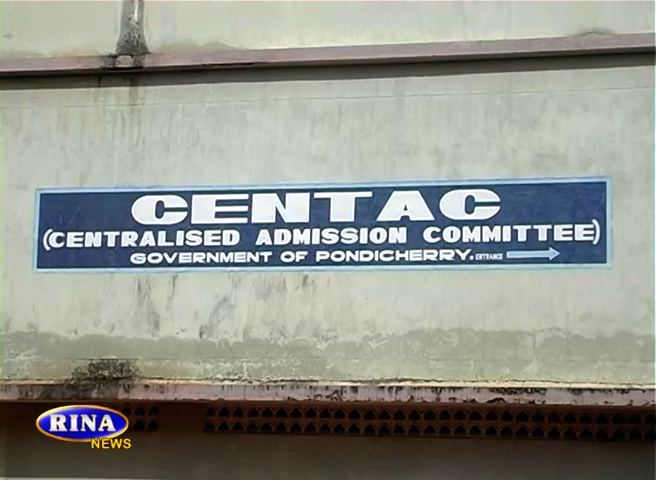 CENTAC
(CENTRALISED ADMISSION COMMITTEE)
GOVERNMENT OF PONDICHERRY. ENTRANCE
RINA
NEWS